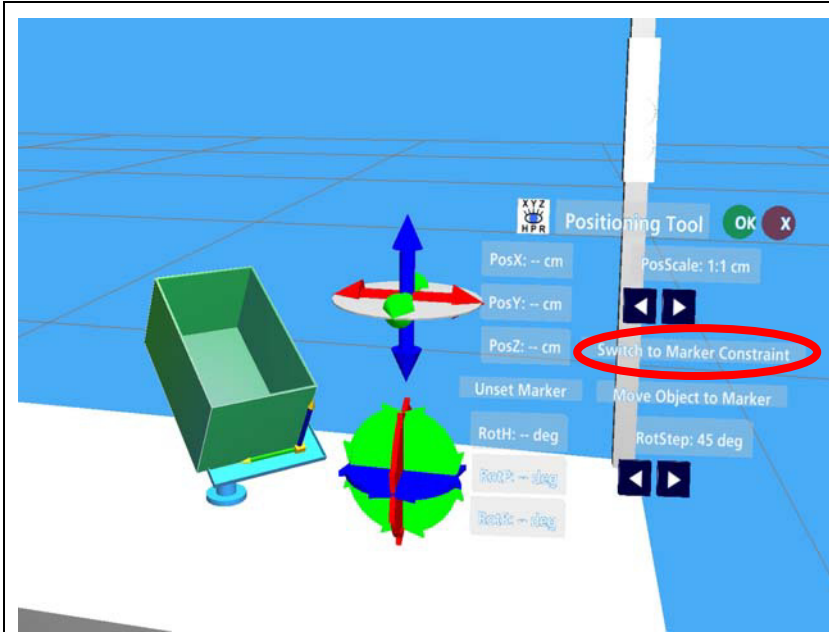 XYZ
HPR
Positioning Tool
OK
X
PosX: -- cm
PosScale: 1:1 cm
PosY: -- cm
PosZ: -- cm
Switch to Marker Constraint
Unset Marker
Move Object to Marker
RotH: -- deg
RotStep: 45 deg
RotP: -- deg
RotR: -- deg